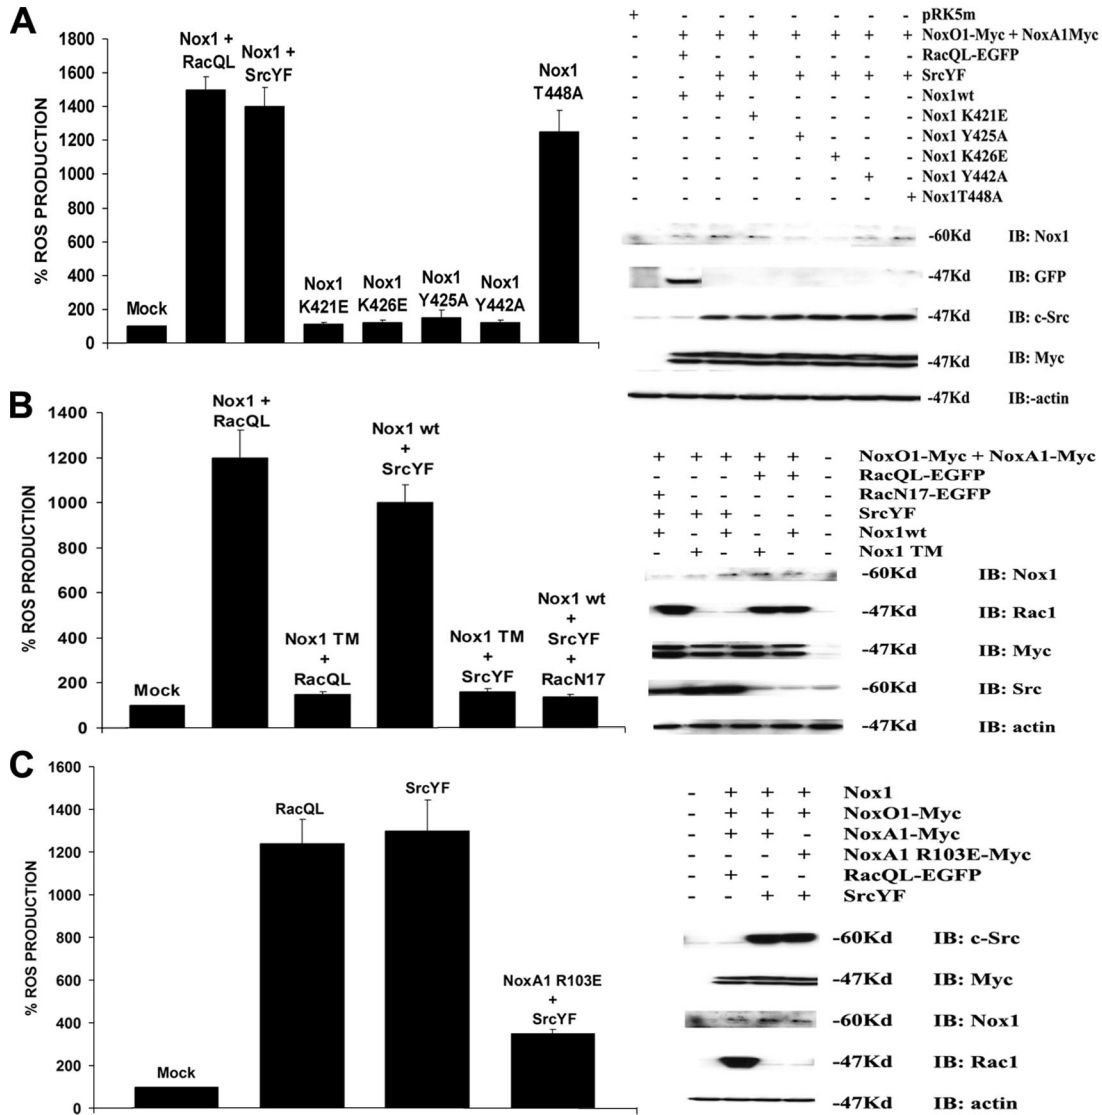 A
% ROS PRODUCTION
1800
1600
1400
1200
1000
800
600
400
200
0
Mock
Nox1 +
RacQL
Nox1 +
SrcYF
Nox1
K421E
Nox1
K426E
Nox1
Y425A
Nox1
Y442A
Nox1
T448A
+ - - - - - - - pRK5m
- + + + + + + + NoxO1-Myc + NoxA1Myc
- + - - - - - - RacQL-EGFP
- - + + + + + + SrcYF
- + + - - - - - Nox1wt
- - - + - - - - Nox1 K421E
- - - - + - - - Nox1 Y425A
- - - - - + - - Nox1 K426E
- - - - - - + - Nox1 Y442A
- - - - - - - + Nox1T448A
-60Kd IB: Nox1
-47Kd IB: GFP
-47Kd IB: c-Src
-47Kd IB: Myc
-47Kd IB:-actin
B
% ROS PRODUCTION
1400
1200
1000
800
600
400
200
0
Mock
Nox1 +
RacQL
Nox1 TM
+
RacQL
Nox1 wt
+
SrcYF
Nox1 TM
+
SrcYF
Nox1 wt
+
SrcYF
+
RacN17
+ + + + + - NoxO1-Myc + NoxA1-Myc
- - - + + - RacQL-EGFP
+ - - - - - RacN17-EGFP
+ + + - - - SrcYF
+ - + - + - Nox1wt
- + - + - - Nox1 TM
-60Kd IB: Nox1
-47Kd IB: Rac1
-47Kd IB: Myc
-60Kd IB: Src
-47Kd IB: actin
C
% ROS PRODUCTION
1600
1400
1200
1000
800
600
400
200
0
Mock
RacQL
SrcYF
NoxA1 R103E
+
SrcYF
- + + + Nox1
- + + + NoxO1-Myc
- + + - NoxA1-Myc
- - - + NoxA1 R103E-Myc
- + - - RacQL-EGFP
- - + + SrcYF
-60Kd IB: c-Src
-47Kd IB: Myc
-60Kd IB: Nox1
-47Kd IB: Rac1
-47Kd IB: actin